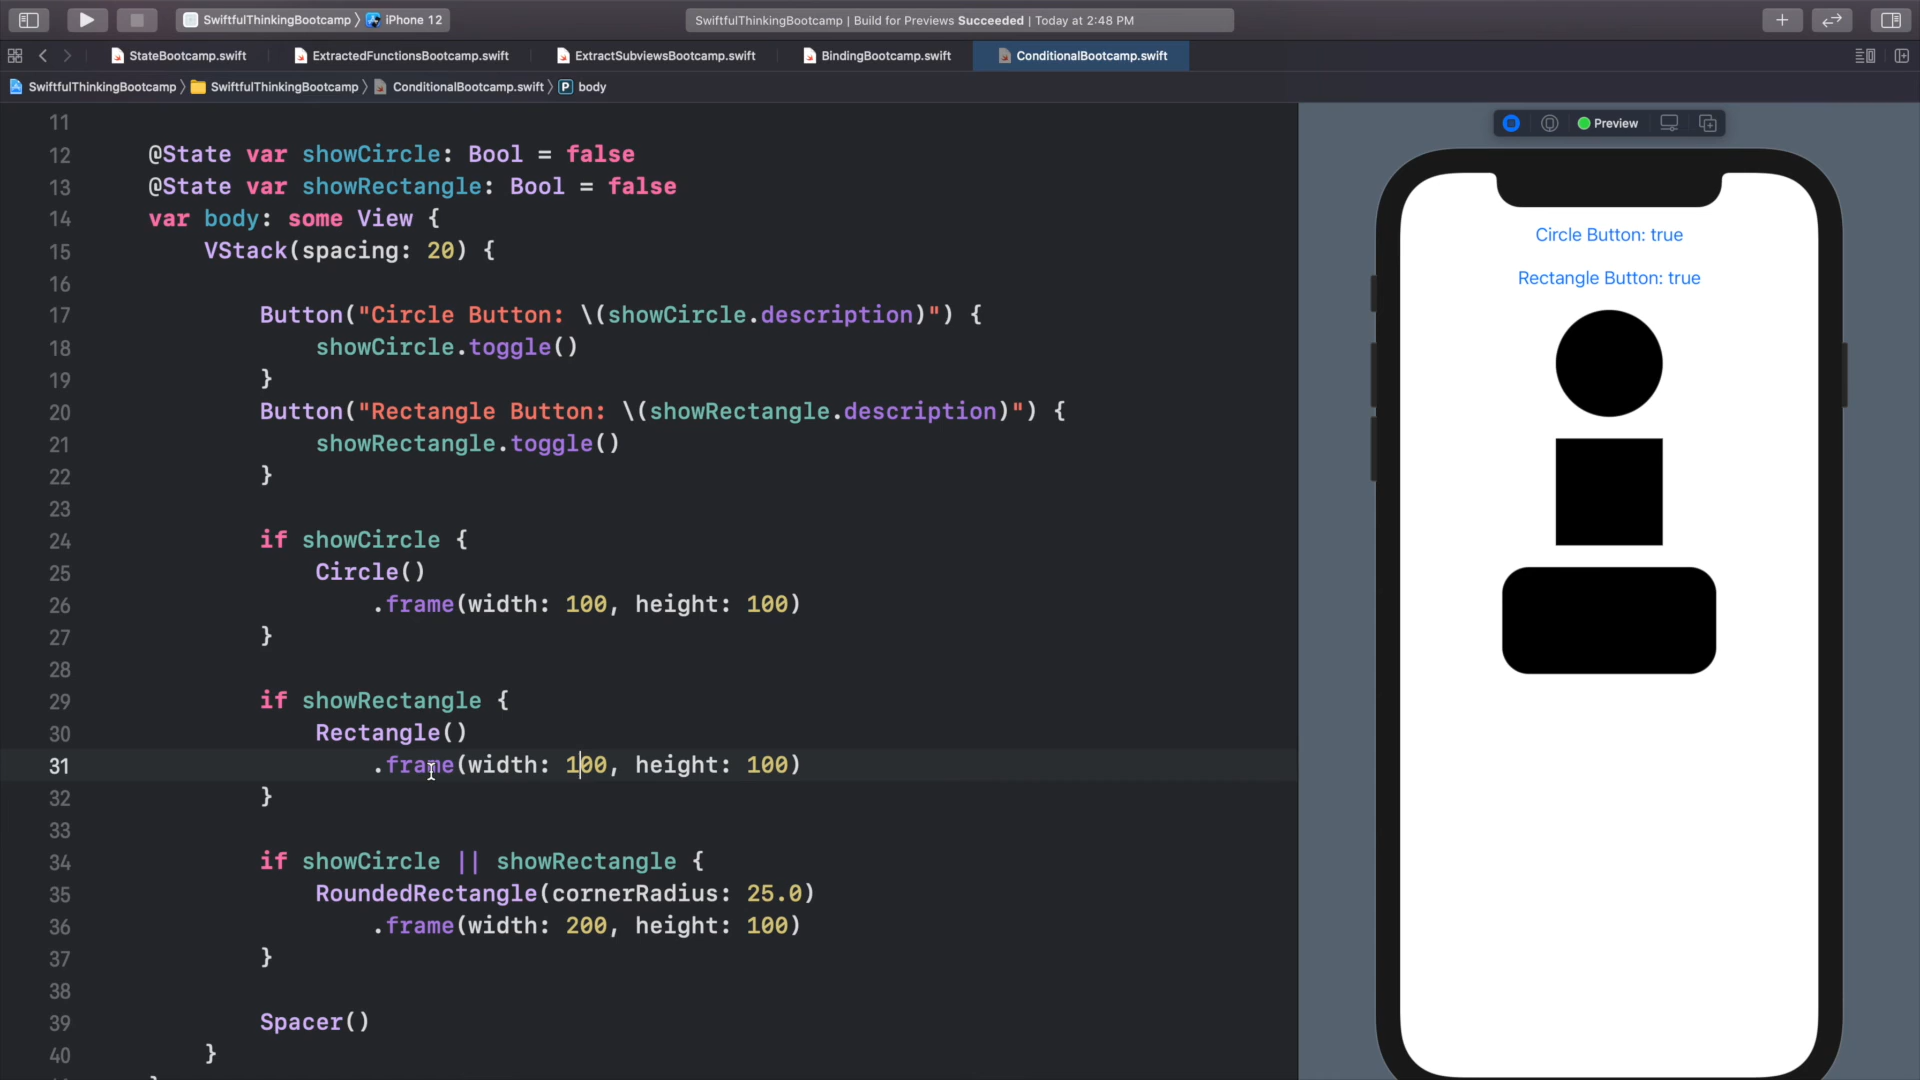 SwiftfulThinkingBootcamp 〉 iPhone 12
SwiftfulThinkingBootcamp | Build for Previews Succeeded | Today at 2:48 PM
StateBootcamp.swift ExtractedFunctionsBootcamp.swift ExtractSubviewsBootcamp.swift BindingBootcamp.swift ConditionalBootcamp.swift
SwiftfulThinkingBootcamp 〉 SwiftfulThinkingBootcamp 〉 ConditionalBootcamp.swift 〉 P body
11
12 @State var showCircle: Bool = false
13 @State var showRectangle: Bool = false
14 var body: some View {
15 VStack(spacing: 20) {
16
17 Button("Circle Button: \(showCircle.description)") {
18 showCircle.toggle()
19 }
20 Button("Rectangle Button: \(showRectangle.description)") {
21 showRectangle.toggle()
22 }
23
24 if showCircle {
25 Circle()
26 .frame(width: 100, height: 100)
27 }
28
29 if showRectangle {
30 Rectangle()
31 .frame(width: 100, height: 100)
32 }
33
34 if showCircle || showRectangle {
35 RoundedRectangle(cornerRadius: 25.0)
36 .frame(width: 200, height: 100)
37 }
38
39 Spacer()
40 }
Preview
Circle Button: true
Rectangle Button: true